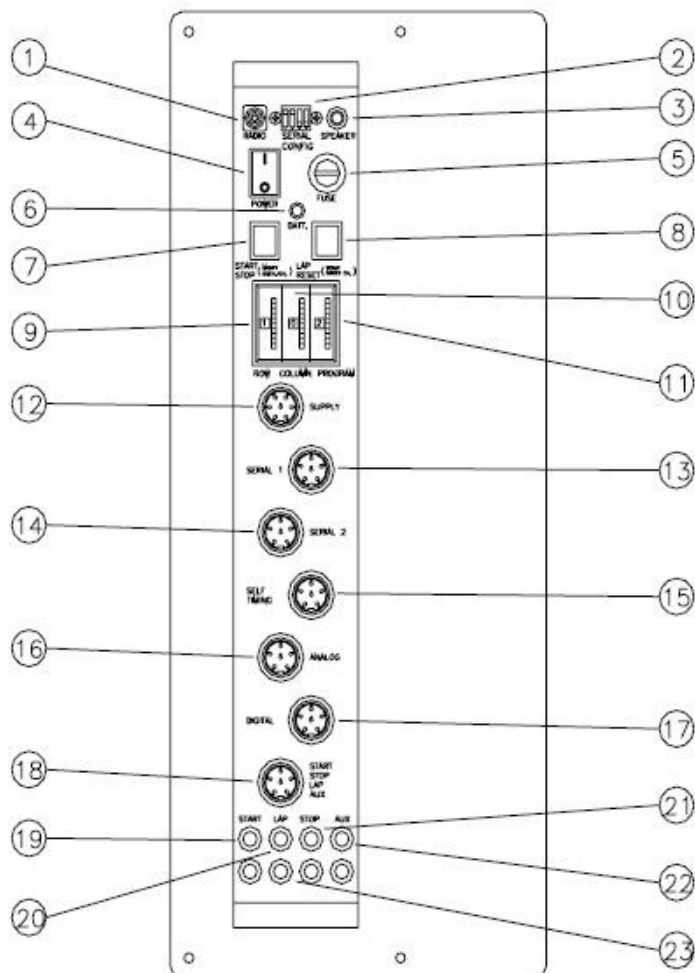 1
2
3
4
RADIO
SERIAL
CONFIG
SPEAKER
5
6
POWER
FUSE
BATT.
7
8
START
STOP
LAP
RESET
9
10
1
2
11
ROW COLUMN PROGRAM
12
SUPPLY
SERIAL 1
13
14
SERIAL 2
SELF
TIMING
15
16
ANALOG
DIGITAL
17
18
START
STOP
LAP
AUX
START LAP STOP AUX
21
19
20
22
23